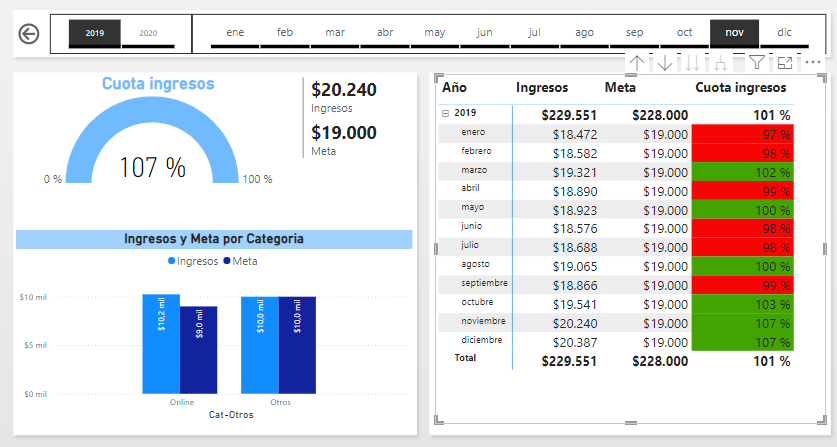 2019 2020 ene feb mar abr may jun jul ago sep oct nov dic
Cuota ingresos
107 %
0 % 100 %
$20.240
Ingresos
$19.000
Meta
Ingresos y Meta por Categoria
Ingresos Meta
$10 mil
$5 mil
$0 mil
$10,2 mil $9,0 mil $10,0 mil $10,0 mil
Online Otros
Cat-Otros
Año Ingresos Meta Cuota ingresos
2019 $229.551 $228.000 101 %
enero $18.472 $19.000 97 %
febrero $18.582 $19.000 98 %
marzo $19.321 $19.000 102 %
abril $18.890 $19.000 99 %
mayo $18.923 $19.000 100 %
junio $18.576 $19.000 98 %
julio $18.688 $19.000 98 %
agosto $19.065 $19.000 100 %
septiembre $18.866 $19.000 99 %
octubre $19.541 $19.000 103 %
noviembre $20.240 $19.000 107 %
diciembre $20.387 $19.000 107 %
Total $229.551 $228.000 101 %